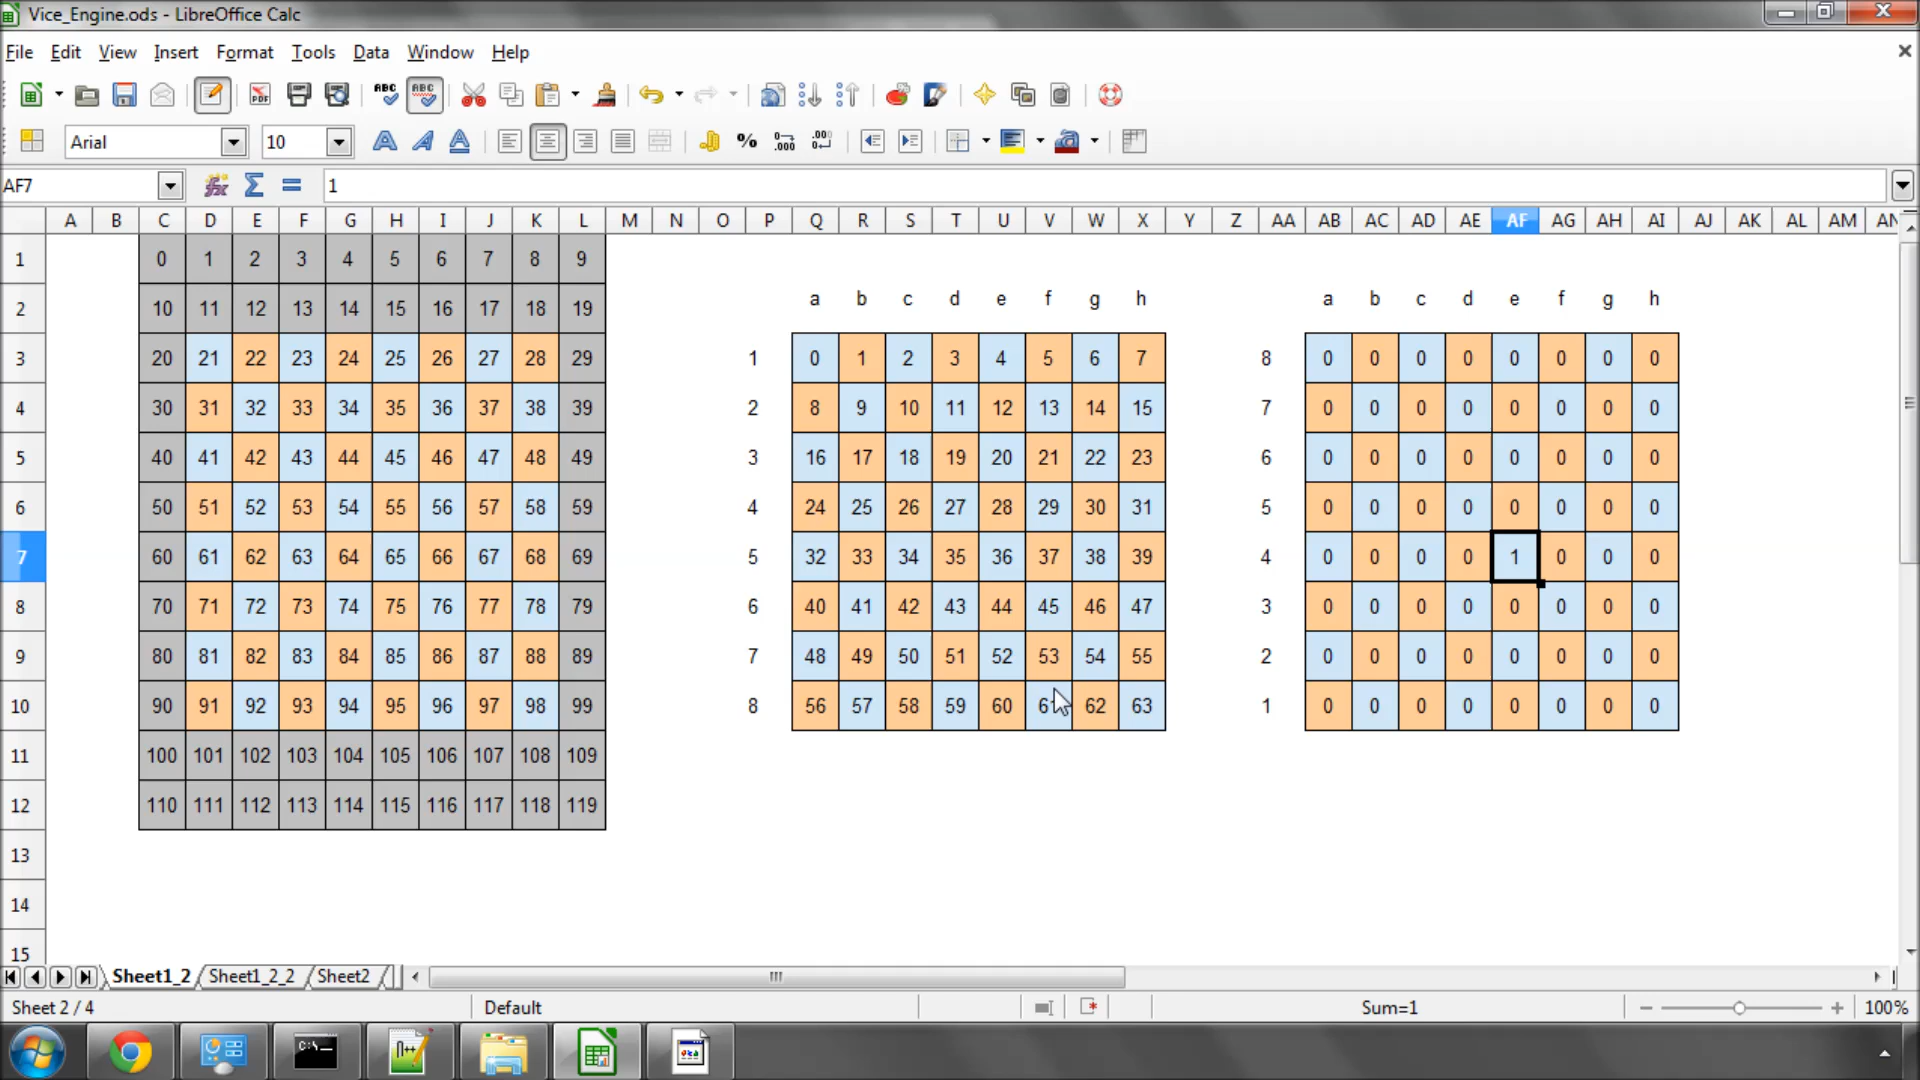 Vice_Engine.ods - LibreOffice Calc
File Edit View Insert Format Tools Data Window Help
Arial 10
AF7 1
A B C D E F G H I J K L M N O P Q R S T U V W X Y Z AA AB AC AD AE AF AG AH AI AJ AK AL AM AN
1 0 1 2 3 4 5 6 7 8 9
2 10 11 12 13 14 15 16 17 18 19 a b c d e f g h a b c d e f g h
3 20 21 22 23 24 25 26 27 28 29 1 0 1 2 3 4 5 6 7 8 0 0 0 0 0 0 0 0
4 30 31 32 33 34 35 36 37 38 39 2 8 9 10 11 12 13 14 15 7 0 0 0 0 0 0 0 0
5 40 41 42 43 44 45 46 47 48 49 3 16 17 18 19 20 21 22 23 6 0 0 0 0 0 0 0 0
6 50 51 52 53 54 55 56 57 58 59 4 24 25 26 27 28 29 30 31 5 0 0 0 0 0 0 0 0
7 60 61 62 63 64 65 66 67 68 69 5 32 33 34 35 36 37 38 39 4 0 0 0 0 1 0 0 0
8 70 71 72 73 74 75 76 77 78 79 6 40 41 42 43 44 45 46 47 3 0 0 0 0 0 0 0 0
9 80 81 82 83 84 85 86 87 88 89 7 48 49 50 51 52 53 54 55 2 0 0 0 0 0 0 0 0
10 90 91 92 93 94 95 96 97 98 99 8 56 57 58 59 60 61 62 63 1 0 0 0 0 0 0 0 0
11 100 101 102 103 104 105 106 107 108 109
12 110 111 112 113 114 115 116 117 118 119
13
14
15
Sheet1_2 Sheet1_2_2 Sheet2
Sheet 2 / 4 Default Sum=1 100%